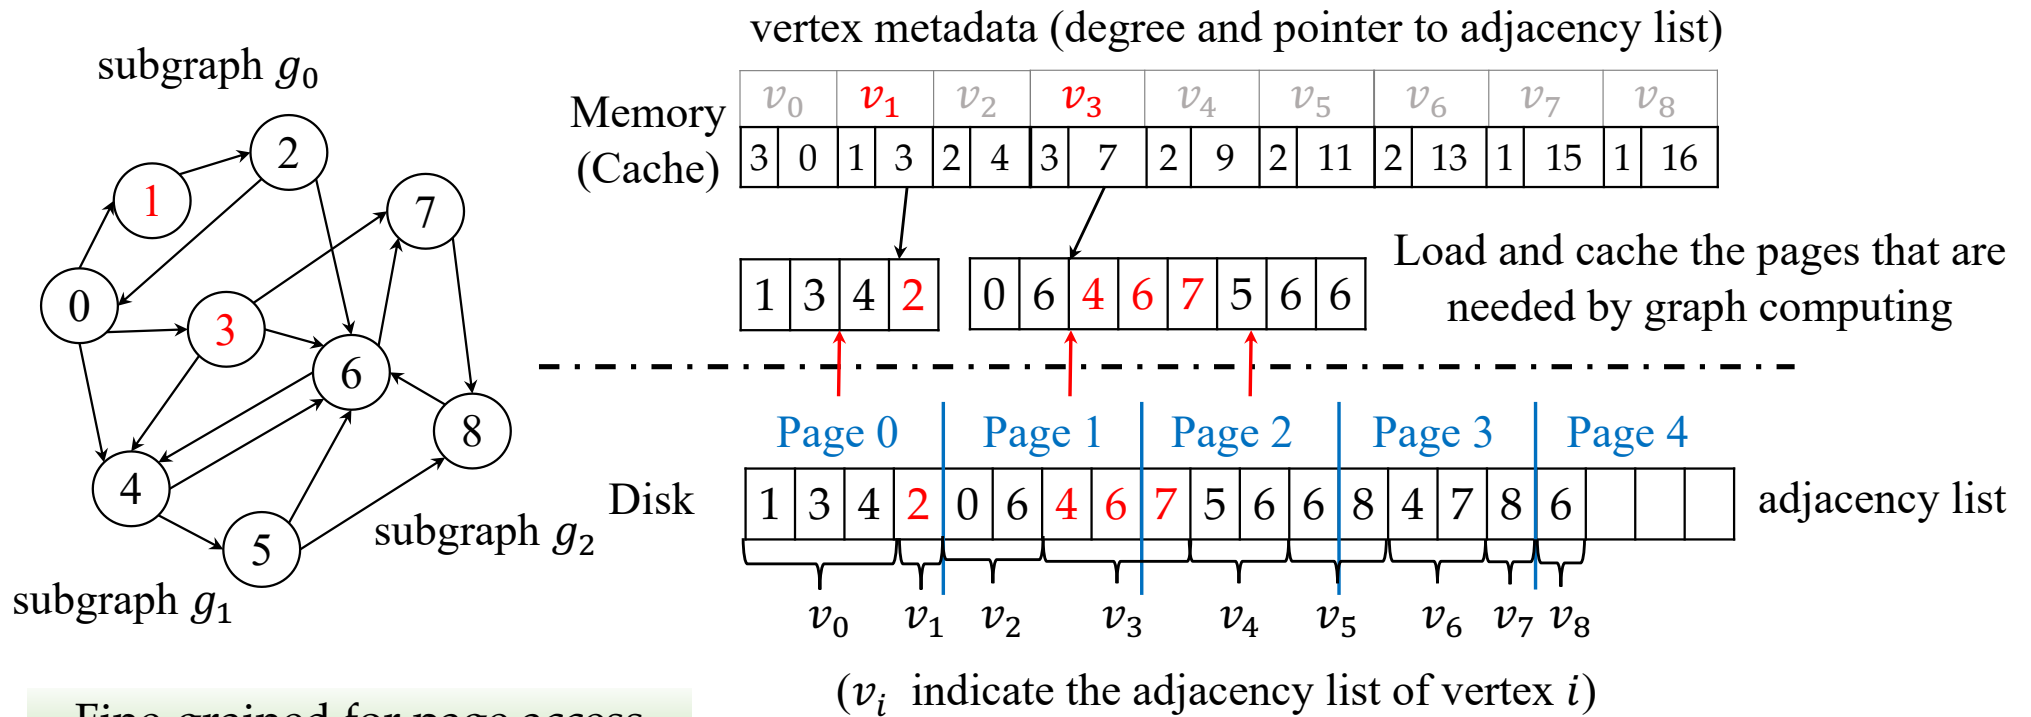 vertex metadata (degree and pointer to adjacency list)
subgraph g₀
Memory
(Cache)
v₀ v₁ v₂ v₃ v₄ v₅ v₆ v₇ v₈
3 0 1 3 2 4 3 7 2 9 2 11 2 13 1 15 1 16
2
1
7
0
3
6
8
4
5
subgraph g₂
subgraph g₁
1 3 4 2
0 6 4 6 7 5 6 6
Load and cache the pages that are
needed by graph computing
Page 0 Page 1 Page 2 Page 3 Page 4
Disk
1 3 4 2 0 6 4 6 7 5 6 6 8 4 7 8 6
adjacency list
v₀ v₁ v₂ v₃ v₄ v₅ v₆ v₇ v₈
(vᵢ indicate the adjacency list of vertex i)
Fine-grained for page access